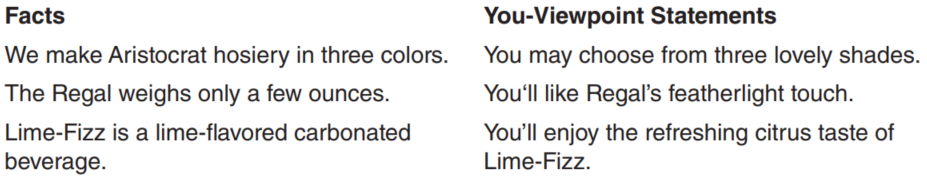 Facts You-Viewpoint Statements
We make Aristocrat hosiery in three colors. You may choose from three lovely shades.
The Regal weighs only a few ounces. You‘ll like Regal’s featherlight touch.
Lime-Fizz is a lime-flavored carbonated You’ll enjoy the refreshing citrus taste of
beverage. Lime-Fizz.